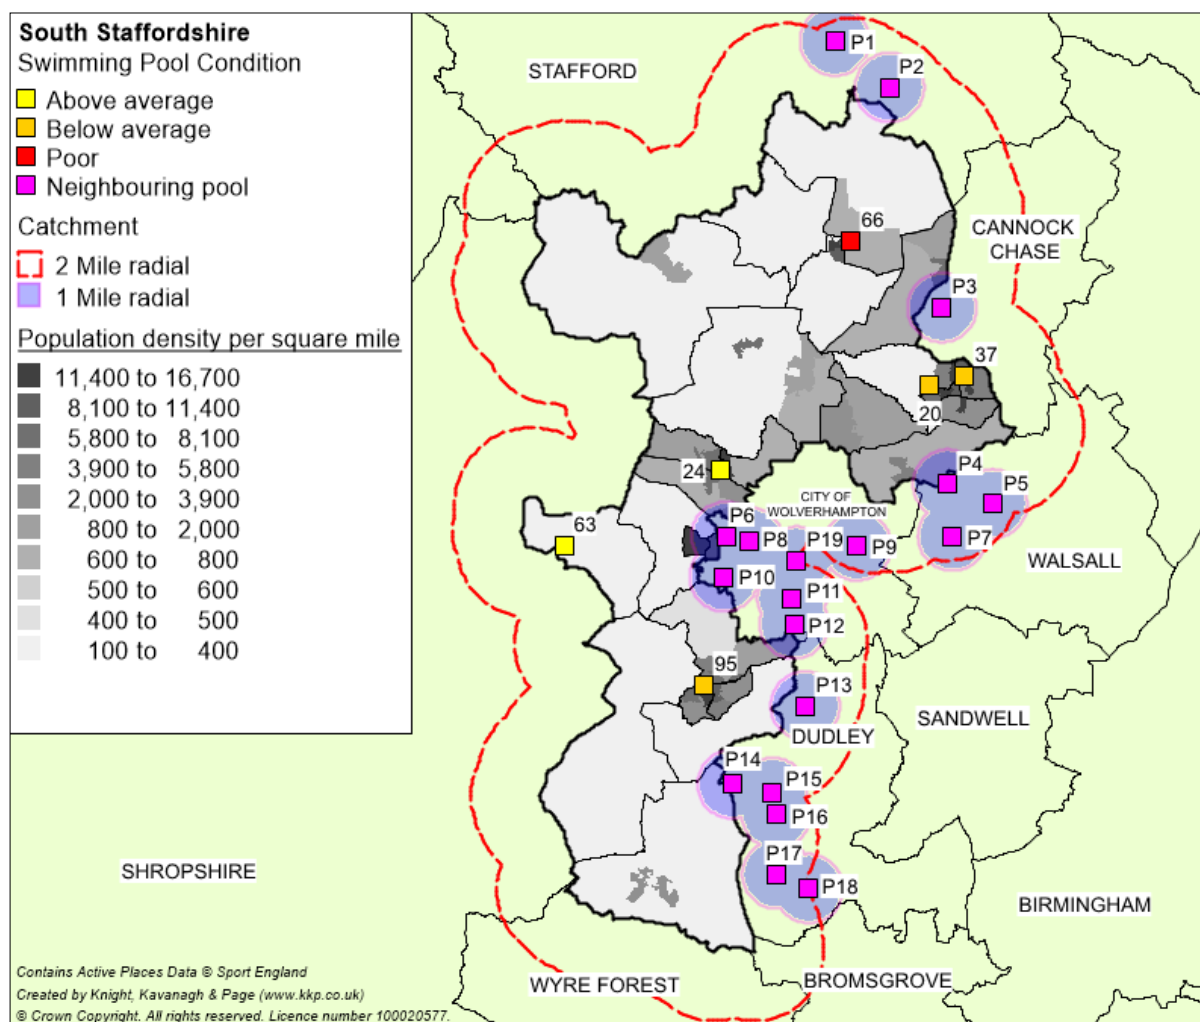 South Staffordshire
Swimming Pool Condition
Above average
Below average
Poor
Neighbouring pool
Catchment
2 Mile radial
1 Mile radial
Population density per square mile
11,400 to 16,700
8,100 to 11,400
5,800 to 8,100
3,900 to 5,800
2,000 to 3,900
800 to 2,000
600 to 800
500 to 600
400 to 500
100 to 400
P1
STAFFORD
P2
66
CANNOCK
CHASE
P3
37
20
24
P4
CITY OF
WOLVERHAMPTON
P5
63
P6
P8
P19
P9
P7
WALSALL
P10
P11
P12
95
P13
SANDWELL
DUDLEY
P14
P15
P16
SHROPSHIRE
P17
P18
BIRMINGHAM
WYRE FOREST
BROMSGROVE
Contains Active Places Data © Sport England
Created by Knight, Kavanagh & Page (www.kkp.co.uk)
© Crown Copyright. All rights reserved. Licence number 100020577.